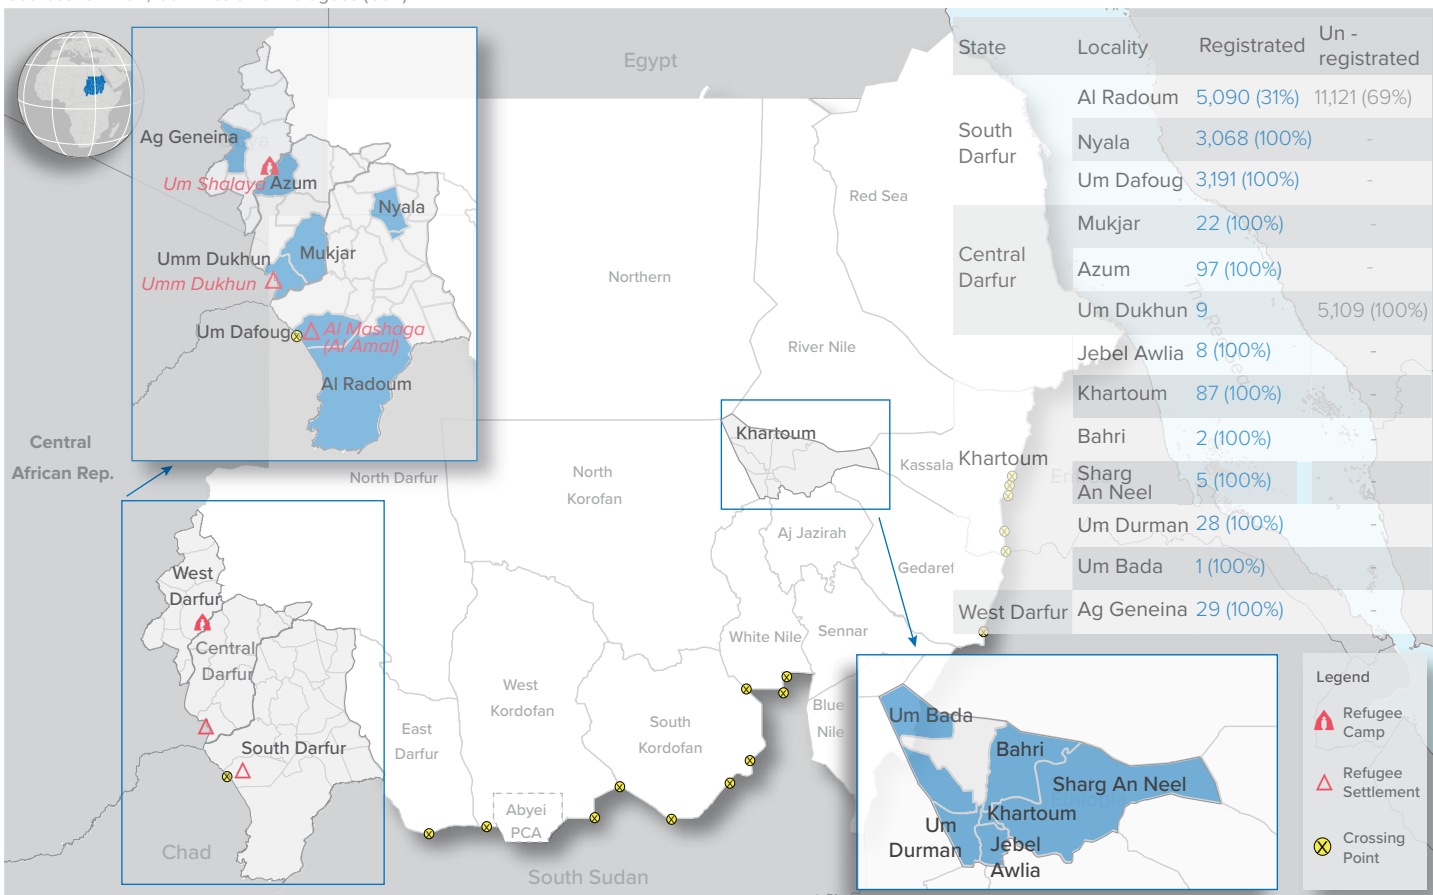 Egypt
Red Sea
Northern
River Nile
Khartoum
Kassala
North Darfur
North
Korofan
Aj Jazirah
Gedaref
White Nile
Sennar
West
Kordofan
South
Kordofan
Blue
Nile
East
Darfur
Abyei
PCA
South Sudan
Chad
Central
African Rep.
The Red Sea
Ethiopia
Ag Geneina
Um Shalaya
Azum
Nyala
Mukjar
Umm Dukhun
Umm Dukhun
Um Dafoug
Al Mashaga
(Al Amal)
Al Radoum
West
Darfur
Central
Darfur
South Darfur
State Locality Registrated Un -
registrated
South
Darfur
Al Radoum 5,090 (31%) 11,121 (69%)
Nyala 3,068 (100%) -
Um Dafoug 3,191 (100%) -
Central
Darfur
Mukjar 22 (100%) -
Azum 97 (100%) -
Um Dukhun 9 5,109 (100%)
Khartoum
Jebel Awlia 8 (100%) -
Khartoum 87 (100%) -
Bahri 2 (100%) -
Sharg
An Neel 5 (100%) -
Um Durman 28 (100%) -
Um Bada 1 (100%) -
West Darfur Ag Geneina 29 (100%) -
Um Bada
Bahri
Sharg An Neel
Khartoum
Um
Durman
Jebel
Awlia
Legend
Refugee
Camp
Refugee
Settlement
Crossing
Point